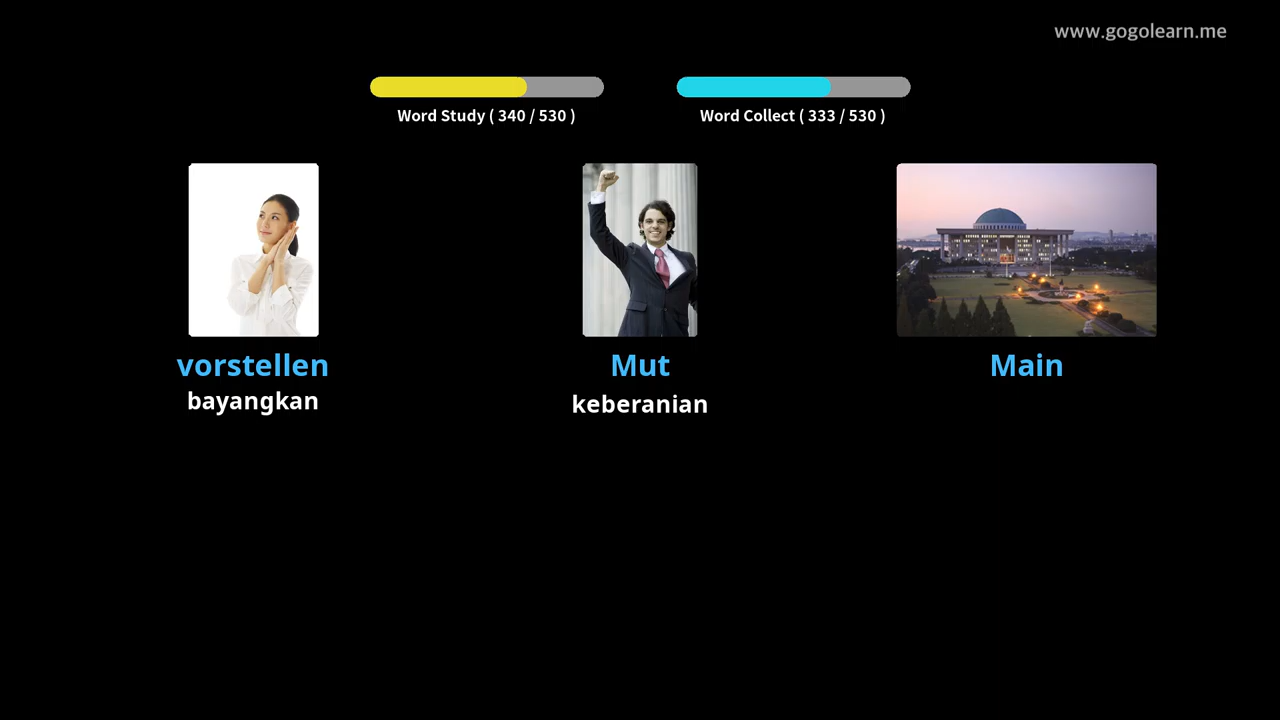 www.gogolearn.me
Word Study ( 340 / 530 )
Word Collect ( 333 / 530 )
vorstellen
bayangkan
Mut
keberanian
Main